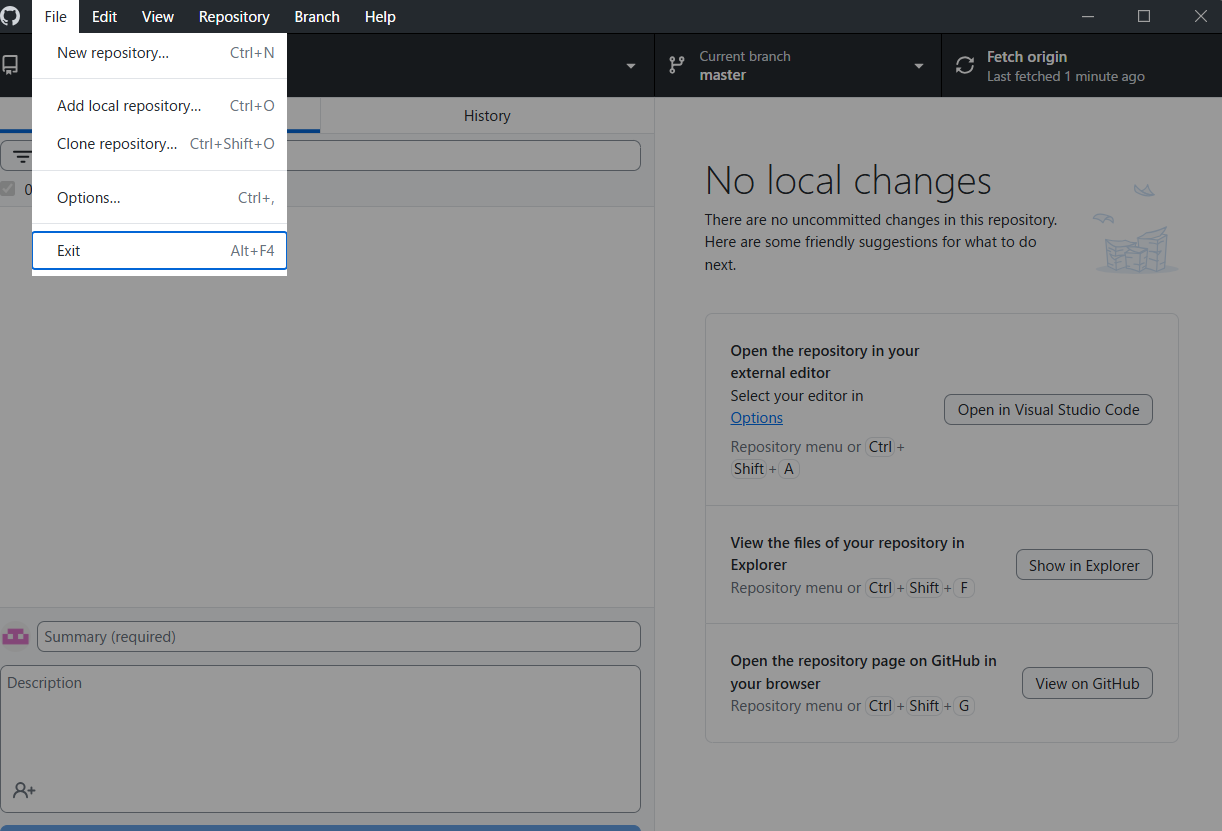 File Edit View Repository Branch Help
New repository... Ctrl+N
Add local repository... Ctrl+O
Clone repository... Ctrl+Shift+O
Options... Ctrl+,
Exit Alt+F4
Current branch
master
Fetch origin
Last fetched 1 minute ago
History
0
No local changes
There are no uncommitted changes in this repository.
Here are some friendly suggestions for what to do
next.
Open the repository in your
external editor
Select your editor in
Options
Repository menu or Ctrl +
Shift + A
Open in Visual Studio Code
View the files of your repository in
Explorer
Repository menu or Ctrl + Shift + F
Show in Explorer
Open the repository page on GitHub in
your browser
Repository menu or Ctrl + Shift + G
View on GitHub
Summary (required)
Description